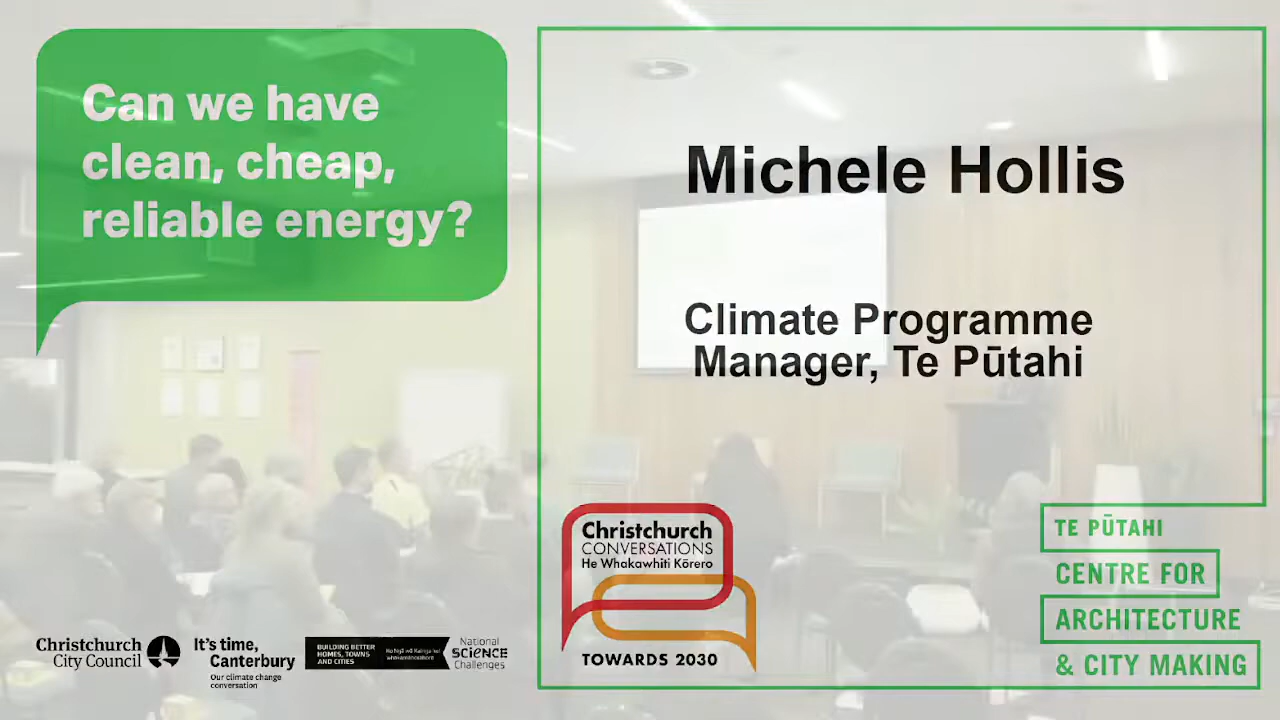 Can we have
clean, cheap,
reliable energy?
Michele Hollis
Climate Programme
Manager, Te Pūtahi
Christchurch
CONVERSATIONS
He Whakawhiti Kōrero
TOWARDS 2030
TE PŪTAHI
CENTRE FOR
ARCHITECTURE
& CITY MAKING
Christchurch
City Council
It's time,
Canterbury
Our climate change
conversation
BUILDING BETTER
HOMES, TOWNS
AND CITIES
National
SCIENCE
Challenges